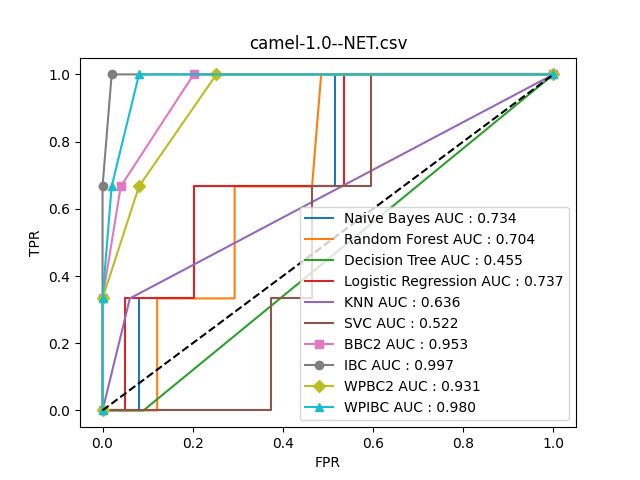 camel-1.0--NET.csv
TPR
1.0
0.8
0.6
0.4
0.2
0.0
Naive Bayes AUC : 0.734
Random Forest AUC : 0.704
Decision Tree AUC : 0.455
Logistic Regression AUC : 0.737
KNN AUC : 0.636
SVC AUC : 0.522
BBC2 AUC : 0.953
IBC AUC : 0.997
WPBC2 AUC : 0.931
WPIBC AUC : 0.980
0.0 0.2 0.4 0.6 0.8 1.0
FPR